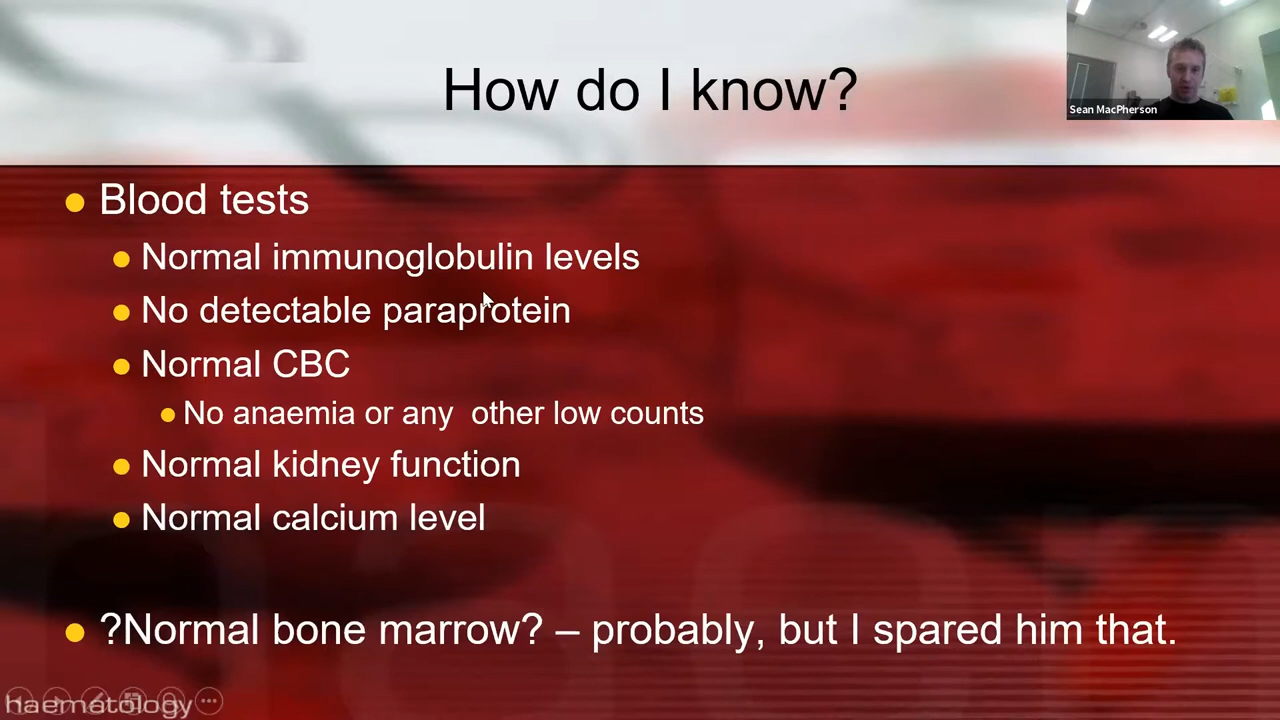 How do I know?
Sean MacPherson
Blood tests
Normal immunoglobulin levels
No detectable paraprotein
Normal CBC
No anaemia or any other low counts
Normal kidney function
Normal calcium level
?Normal bone marrow? – probably, but I spared him that.
haematology